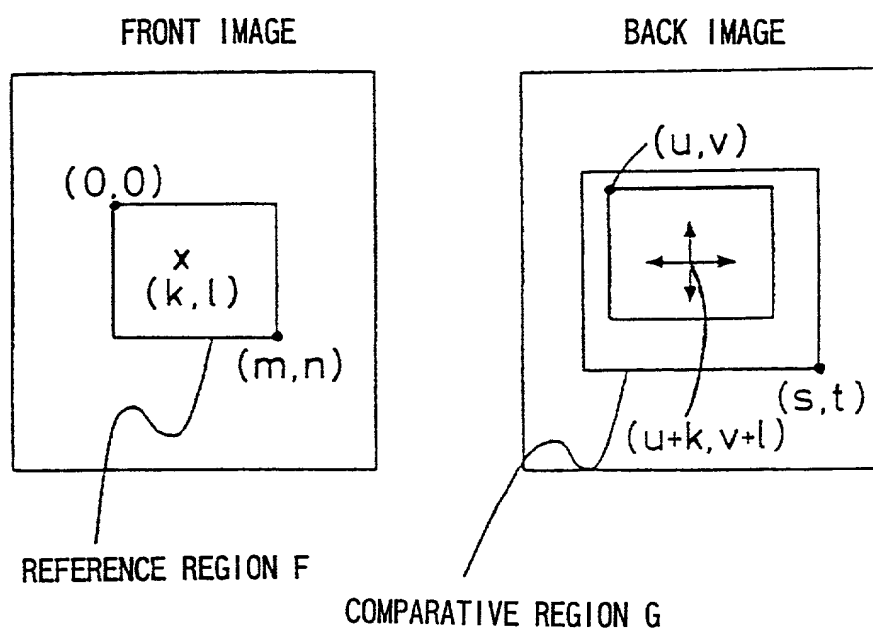 FRONT IMAGE
BACK IMAGE
(0,0)
(k,l)
(m,n)
(u,v)
(s,t)
(u+k,v+l)
REFERENCE REGION F
COMPARATIVE REGION G